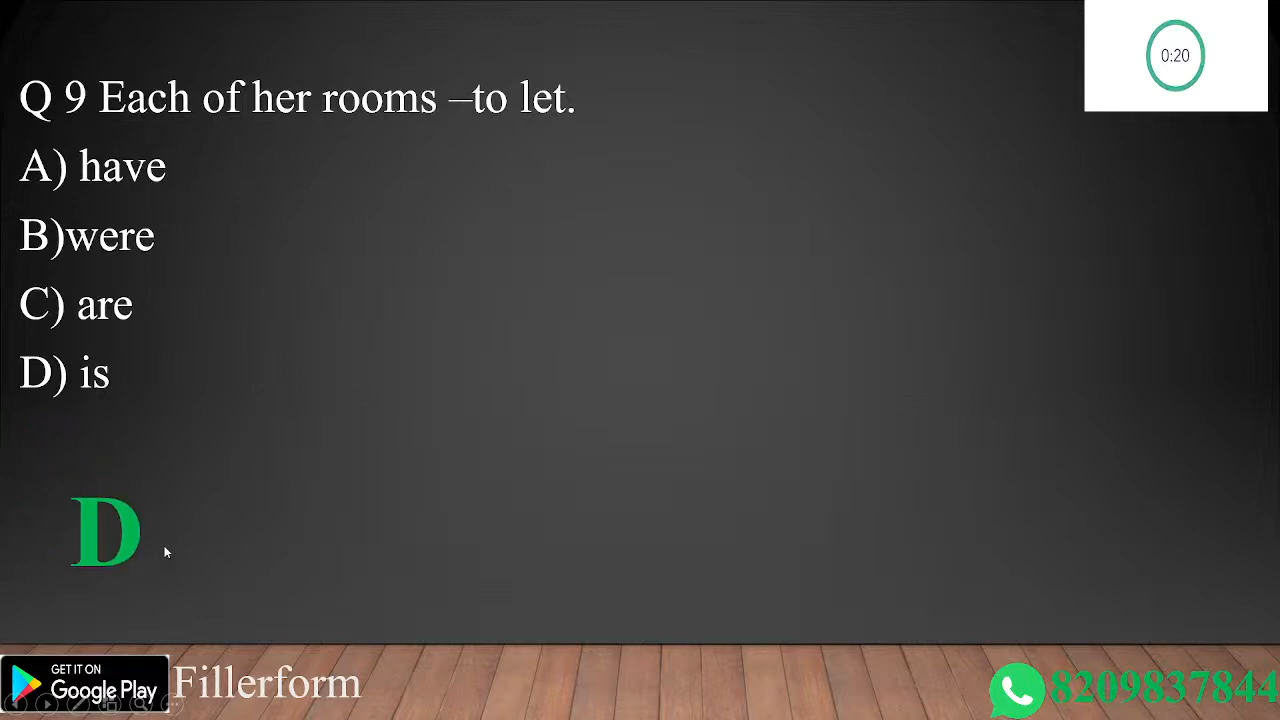 0:20
Q 9 Each of her rooms –to let.
A) have
B)were
C) are
D) is
D
GET IT ON
Google Play
Fillerform
8209837844